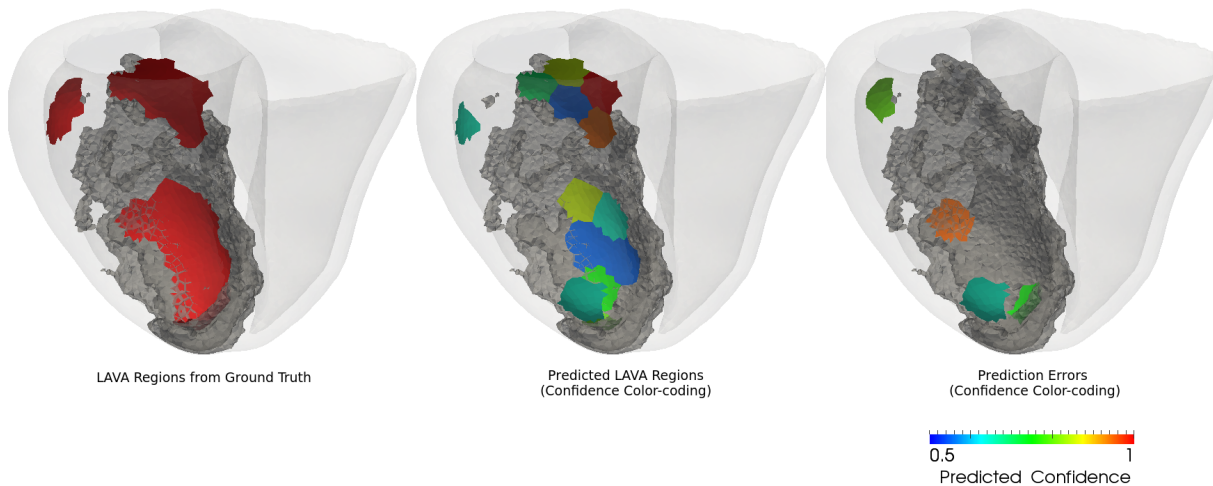 LAVA Regions from Ground Truth
Predicted LAVA Regions
(Confidence Color-coding)
Prediction Errors
(Confidence Color-coding)
0.5 1
Predicted Confidence